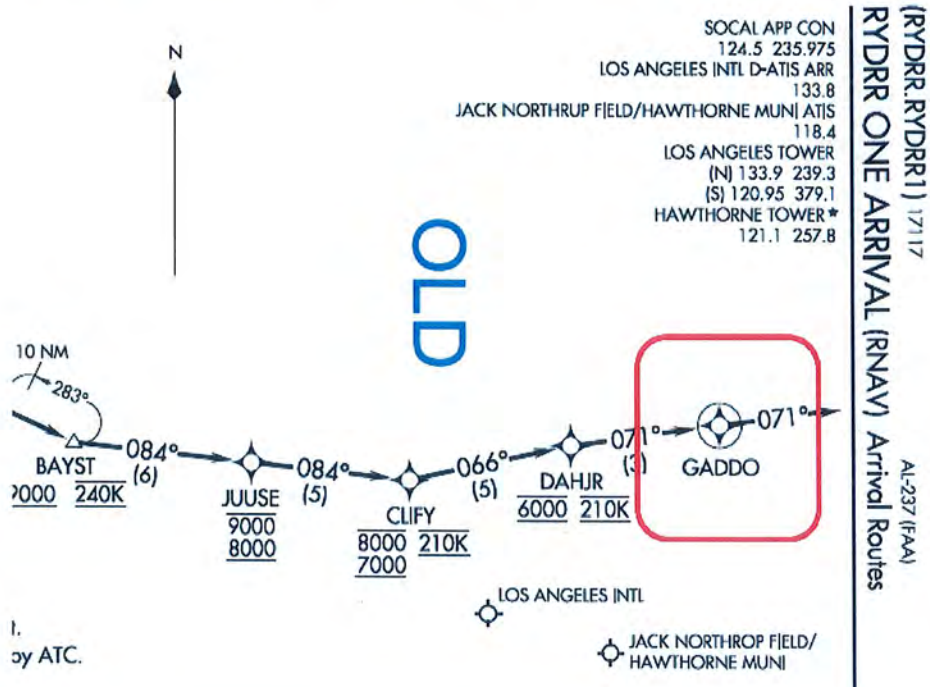 (RYDRR.RYDRR1) 17117
RYDRR ONE ARRIVAL (RNAV) Arrival Routes
AL-237 (FAA)
SOCAL APP CON
124.5 235.975
LOS ANGELES INTL D-ATIS ARR
133.8
JACK NORTHRUP FIELD/HAWTHORNE MUNI ATIS
118.4
LOS ANGELES TOWER
(N) 133.9 239.3
(S) 120.95 379.1
HAWTHORNE TOWER*
121.1 257.8
N
OLD
10 NM
283°
084°
(6)
BAYST
9000 240K
084°
(5)
JUUSE
9000
8000
066°
(5)
CLIFY
8000 210K
7000
071°
(3)
DAHJR
6000 210K
071°
GADDO
LOS ANGELES INTL
JACK NORTHROP FIELD/
HAWTHORNE MUNI
by ATC.